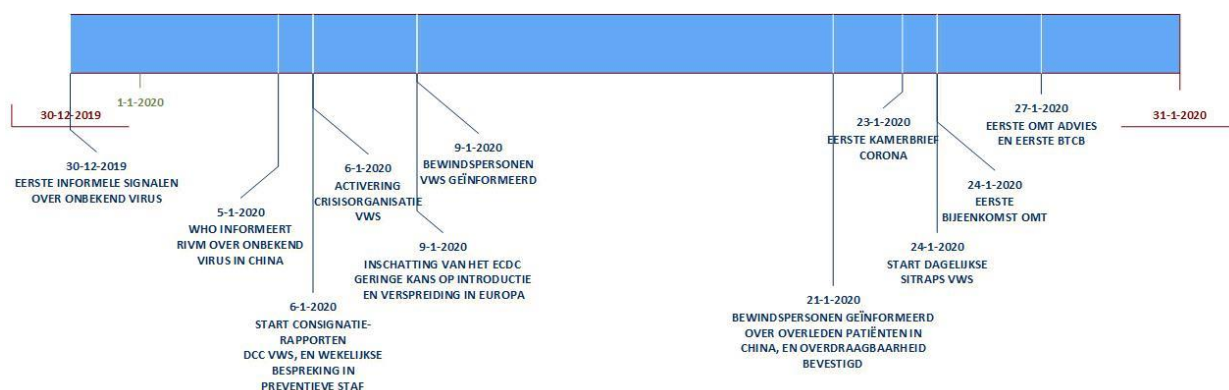 30-12-2019
1-1-2020
30-12-2019
EERSTE INFORMELE SIGNALEN
OVER ONBEKEND VIRUS
5-1-2020
WHO INFORMEERT
RIVM OVER ONBEKEND
VIRUS IN CHINA
6-1-2020
START CONSIGNATIE-
RAPPORTEN
DCC VWS, EN WEKELIJKSE
BESPREKING IN
PREVENTIEVE STAF
6-1-2020
ACTIVERING
CRISISORGANISATIE
VWS
9-1-2020
BEWINDSPERSONEN
VWS GEÏNFORMEERD
9-1-2020
INSCHATTING VAN HET ECDC
GERINGE KANS OP INTRODUCTIE
EN VERSPREIDING IN EUROPA
21-1-2020
BEWINDSPERSONEN GEÏNFORMEERD
OVER OVERLEDEN PATIËNTEN IN
CHINA, EN OVERDRAAGBAARHEID
BEVESTIGD
23-1-2020
EERSTE KAMERBRIEF
CORONA
24-1-2020
START DAGELIJKSE
SITRAPS VWS
24-1-2020
EERSTE
BIJEENKOMST OMT
27-1-2020
EERSTE OMT ADVIES
EN EERSTE BTCB
31-1-2020